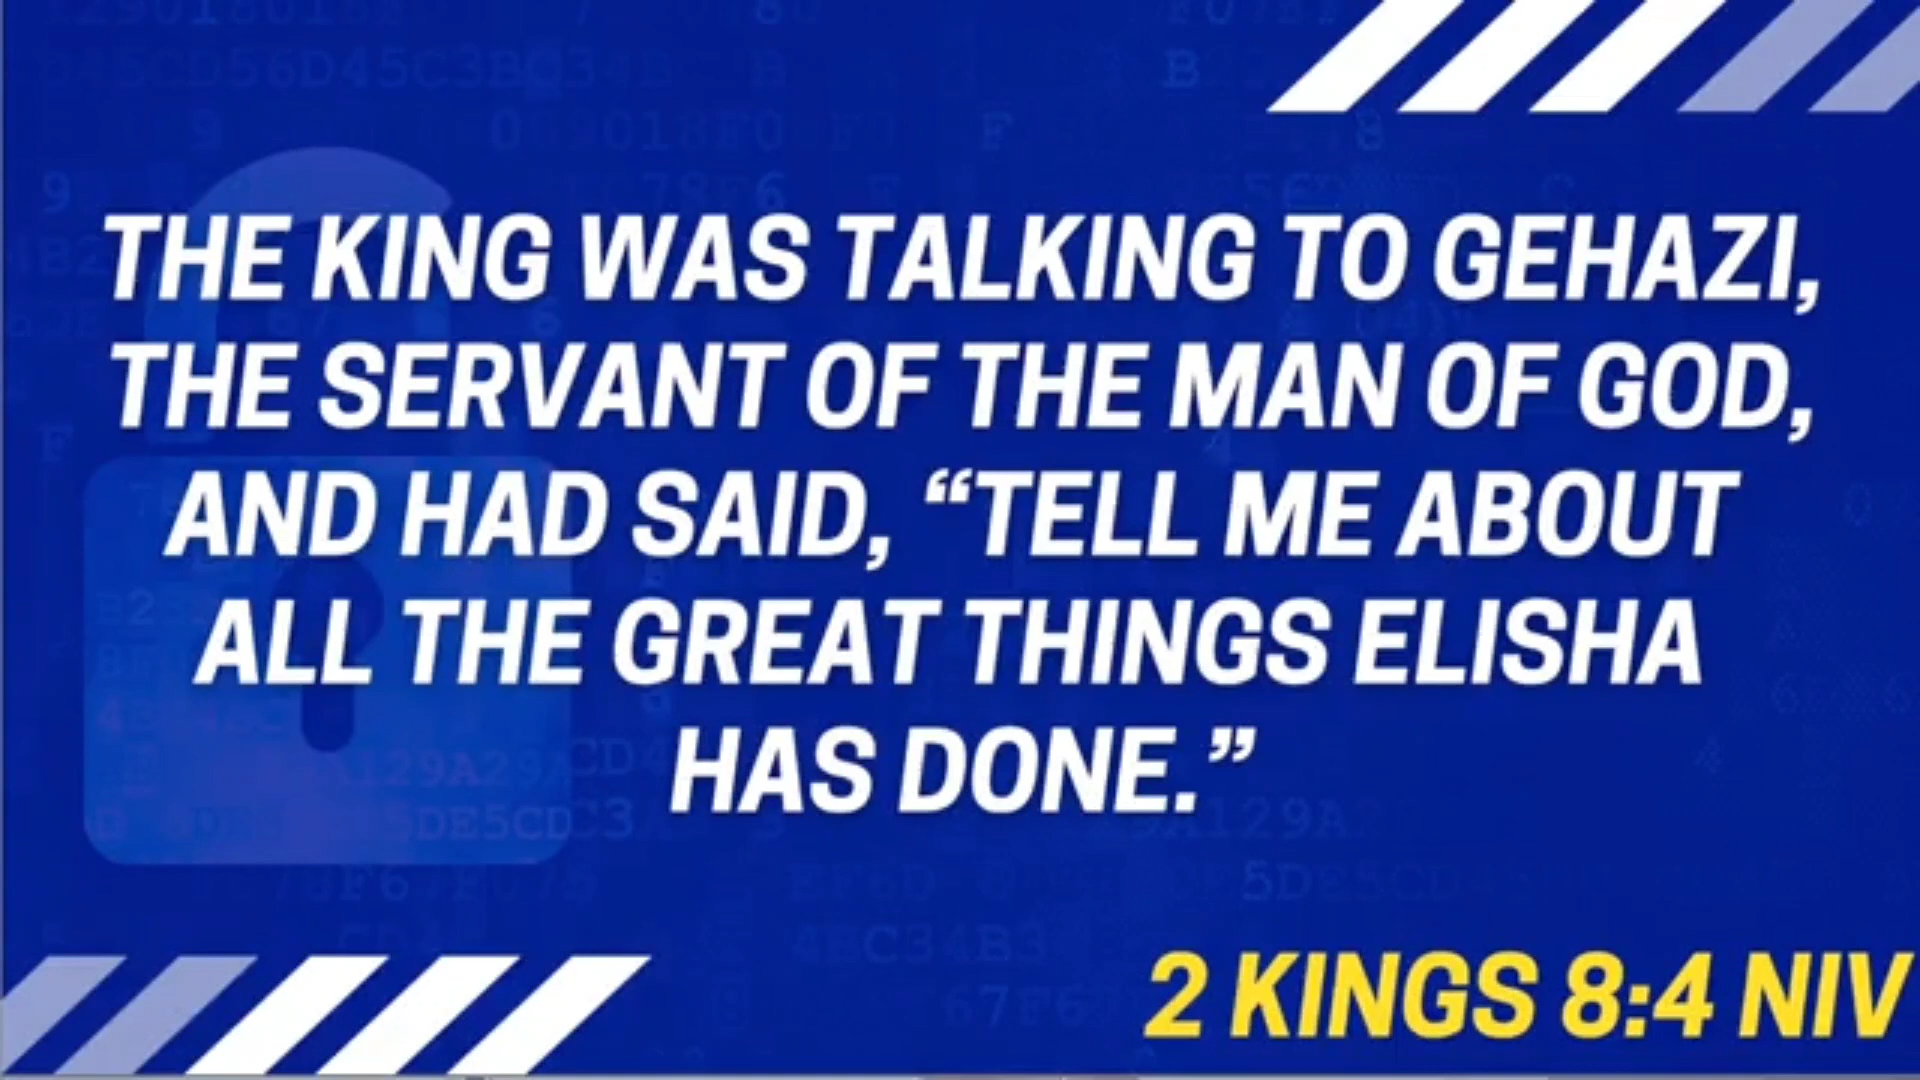 THE KING WAS TALKING TO GEHAZI,
THE SERVANT OF THE MAN OF GOD,
AND HAD SAID, “TELL ME ABOUT
ALL THE GREAT THINGS ELISHA
HAS DONE.”
2 KINGS 8:4 NIV